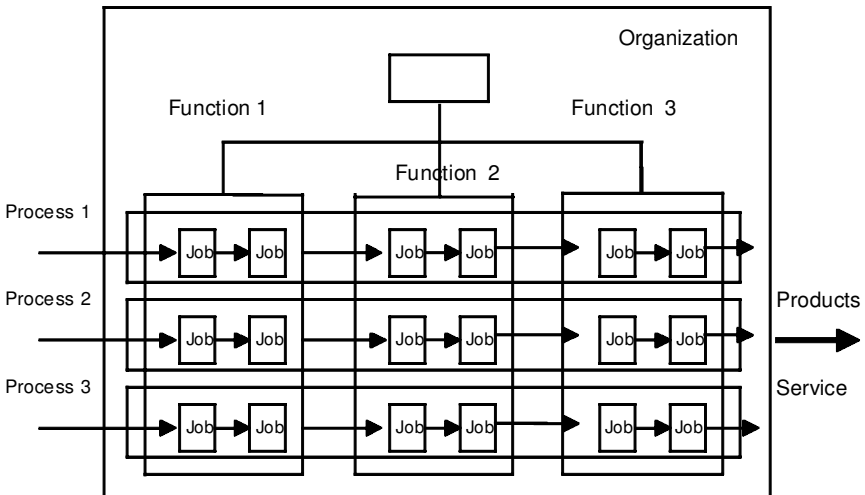 Organization
Function 1
Function 3
Function 2
Process 1
Job Job Job Job Job Job
Process 2
Products
Job Job Job Job Job Job
Process 3
Service
Job Job Job Job Job Job